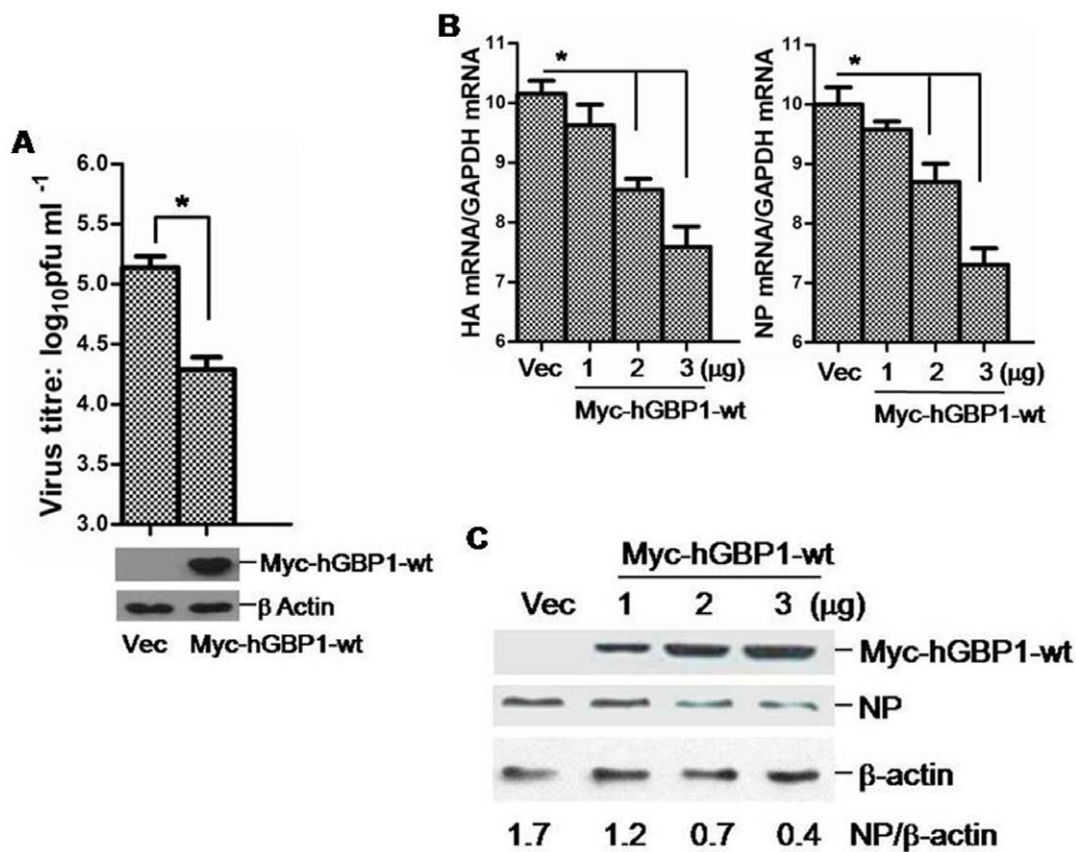 A
Virus titre: log₁₀pfu ml ⁻¹
6.0
5.5
5.0
4.5
4.0
3.5
3.0
*
Myc-hGBP1-wt
β Actin
Vec Myc-hGBP1-wt
B
HA mRNA/GAPDH mRNA
11
10
9
8
7
6
*
Vec 1 2 3 (μg)
Myc-hGBP1-wt
NP mRNA/GAPDH mRNA
11
10
9
8
7
6
*
Vec 1 2 3 (μg)
Myc-hGBP1-wt
C
Myc-hGBP1-wt
Vec 1 2 3 (μg)
Myc-hGBP1-wt
NP
β-actin
1.7 1.2 0.7 0.4 NP/β-actin